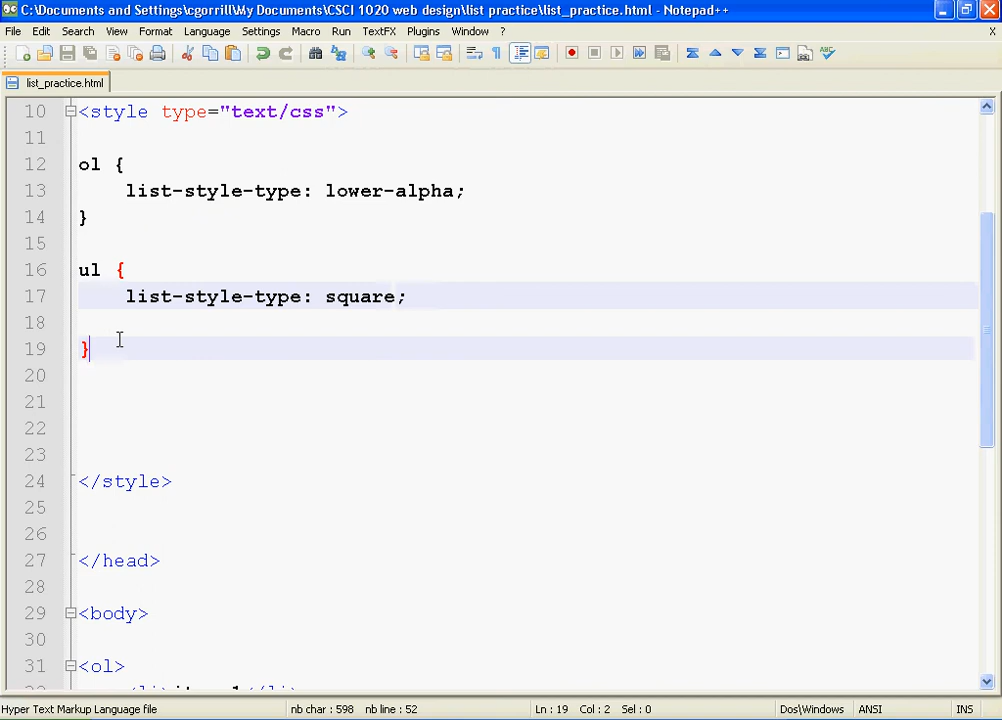 C:\Documents and Settings\cgorrill\My Documents\CSCI 1020 web design\list practice\list_practice.html - Notepad++
File Edit Search View Format Language Settings Macro Run TextFX Plugins Window ? X
list_practice.html
10 <style type="text/css">
11
12 ol {
13 list-style-type: lower-alpha;
14 }
15
16 ul {
17 list-style-type: square;
18
19 }
20
21
22
23
24 </style>
25
26
27 </head>
28
29 <body>
30
31 <ol>
Hyper Text Markup Language file nb char : 598 nb line : 52 Ln : 19 Col : 2 Sel : 0 Dos\Windows ANSI INS